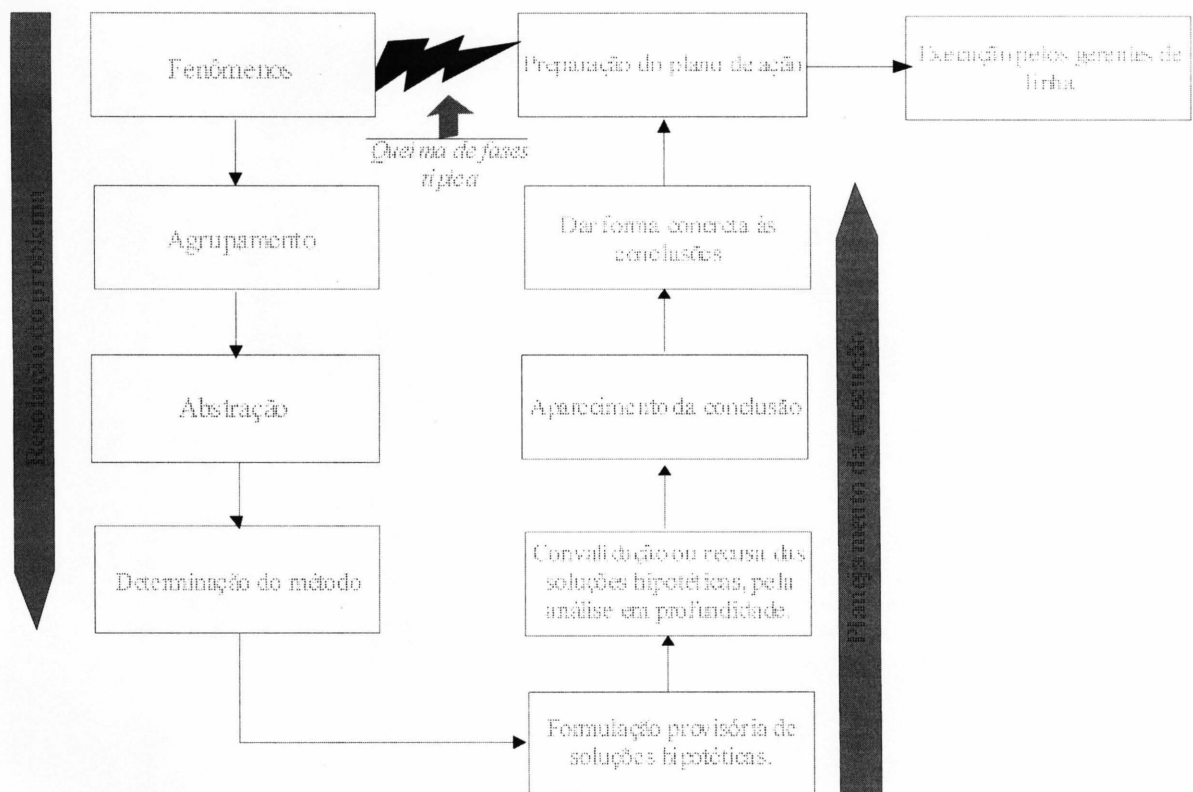 Fenômenos
Preparação do plano de ação
Execução pelos gerentes de
linha
Queima de fases
típica
Agrupamento
Dar forma concreta às
conclusões
Abstração
Aparecimento da conclusão
Determinação do método
Convalidação ou recusa das
soluções hipotéticas, pela
análise em profundidade.
Formulação provisória de
soluções hipotéticas.
Resolução do problema
Planejamento da execução